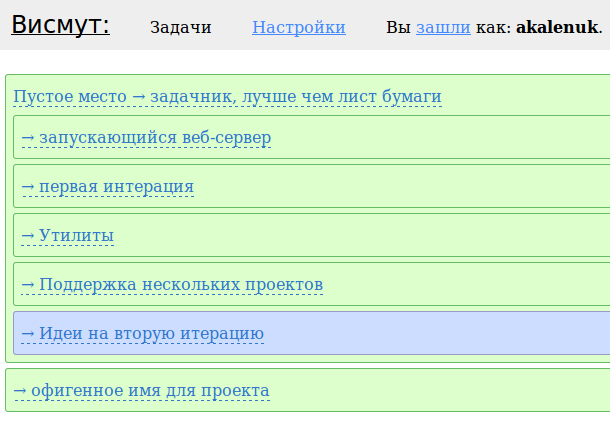 Висмут: Задачи Настройки Вы зашли как: akalenuk.
Пустое место → задачник, лучше чем лист бумаги
→ запускающийся веб-сервер
→ первая интерация
→ Утилиты
→ Поддержка нескольких проектов
→ Идеи на вторую итерацию
→ офигенное имя для проекта